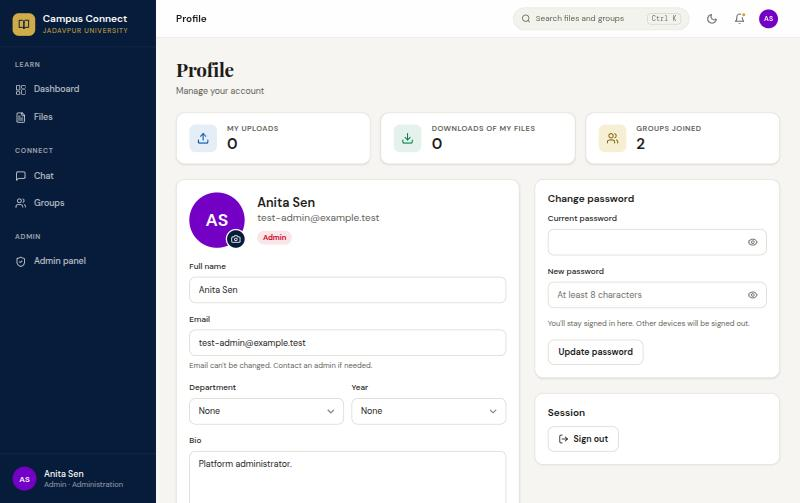 Campus Connect
JADAVPUR UNIVERSITY
LEARN
Dashboard
Files
CONNECT
Chat
Groups
ADMIN
Admin panel
AS
Anita Sen
Admin · Administration
Profile
Search files and groups
Ctrl K
AS
Profile
Manage your account
MY UPLOADS
0
DOWNLOADS OF MY FILES
0
GROUPS JOINED
2
AS
Anita Sen
test-admin@example.test
Admin
Full name
Anita Sen
Email
test-admin@example.test
Email can't be changed. Contact an admin if needed.
Department
Year
None
None
Bio
Platform administrator.
Change password
Current password
New password
At least 8 characters
You'll stay signed in here. Other devices will be signed out.
Update password
Session
Sign out